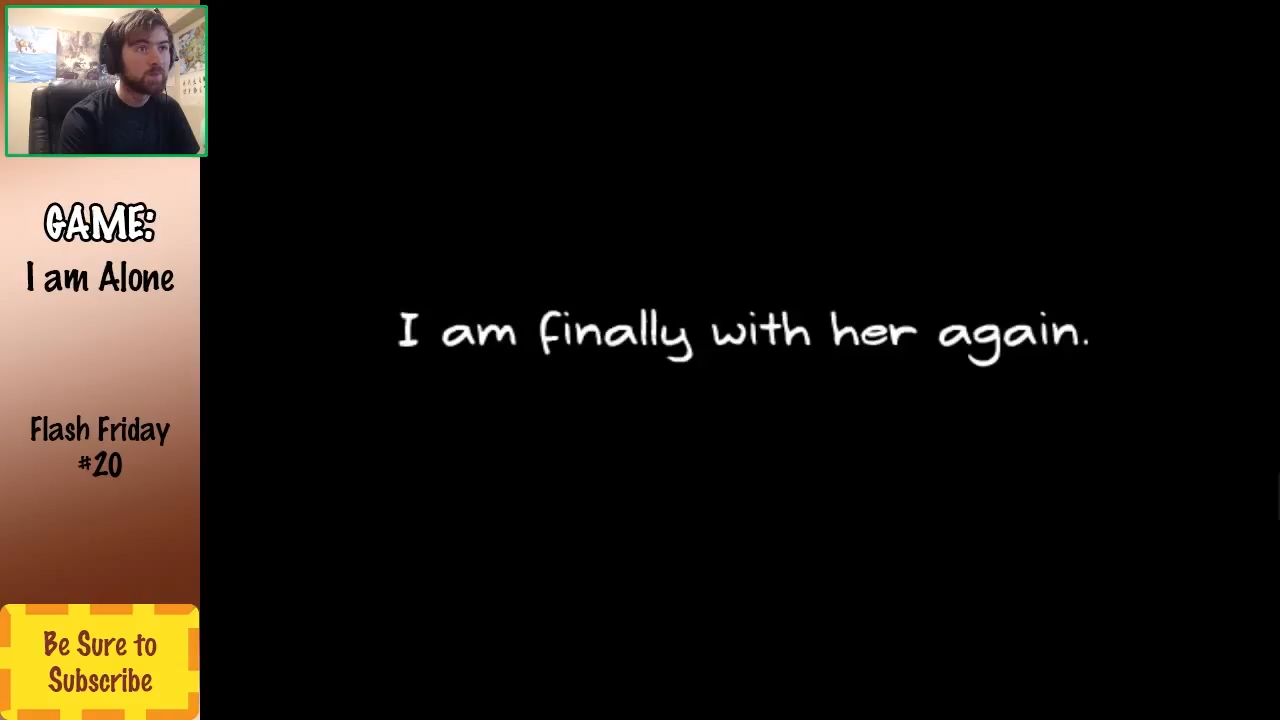 GAME:
I am Alone
Flash Friday
#20
Be Sure to
Subscribe
I am finally with her again.